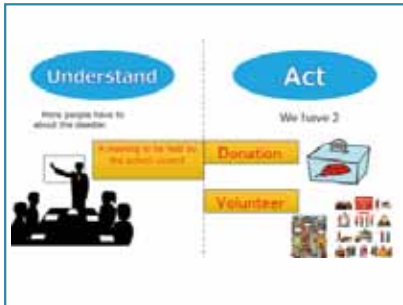 Understand
Act
More people have to
about the disaster.
We have 2
A meeting to be held by
the school council
Donation
Volunteer